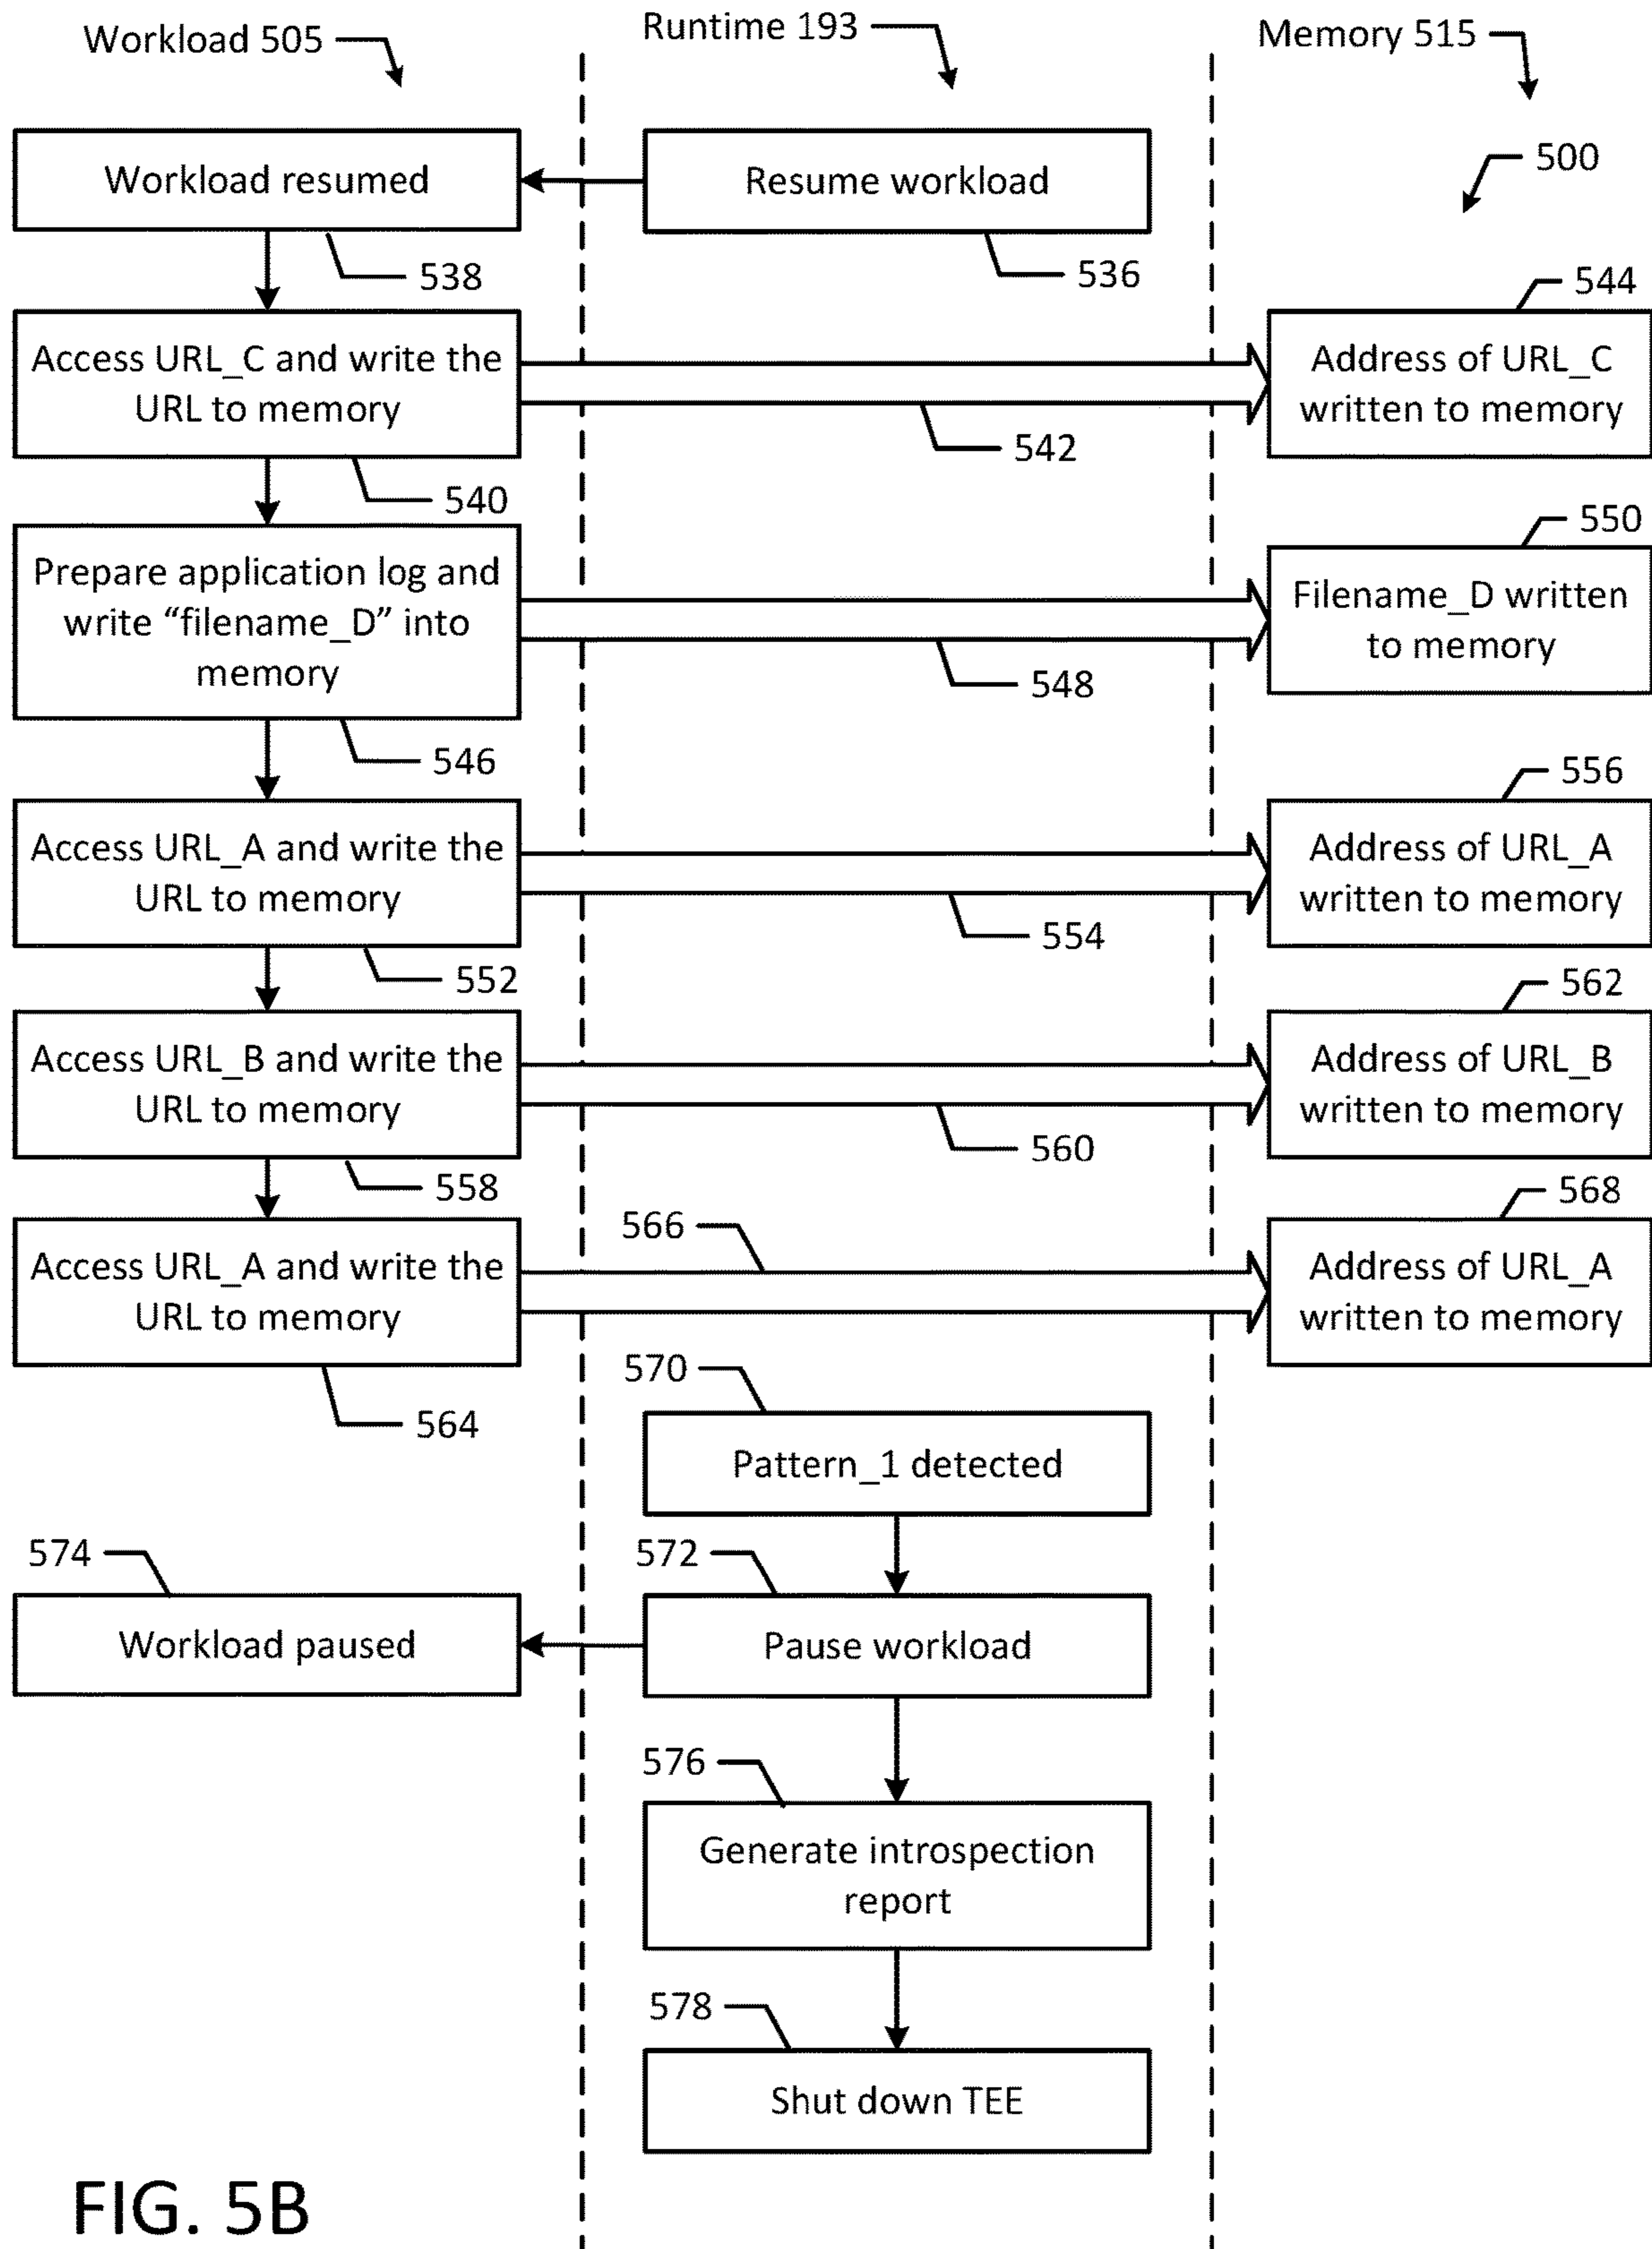 Workload 505
Runtime 193
Memory 515
500
Workload resumed
Resume workload
538
536
544
Access URL_C and write the
URL to memory
Address of URL_C
written to memory
542
540
550
Prepare application log and
write “filename_D” into
memory
Filename_D written
to memory
548
546
556
Access URL_A and write the
URL to memory
Address of URL_A
written to memory
554
552
562
Access URL_B and write the
URL to memory
Address of URL_B
written to memory
560
558
568
566
Access URL_A and write the
URL to memory
Address of URL_A
written to memory
570
564
Pattern_1 detected
574
572
Workload paused
Pause workload
576
Generate introspection
report
578
Shut down TEE
FIG. 5B